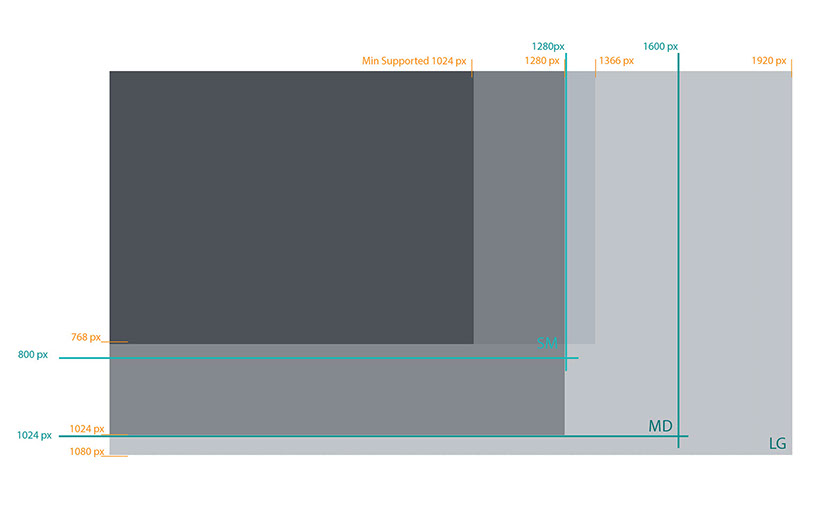 1280px
1600 px
Min Supported 1024 px
1280 px
1366 px
1920 px
768 px
SM
800 px
1024 px
MD
1024 px
LG
1080 px